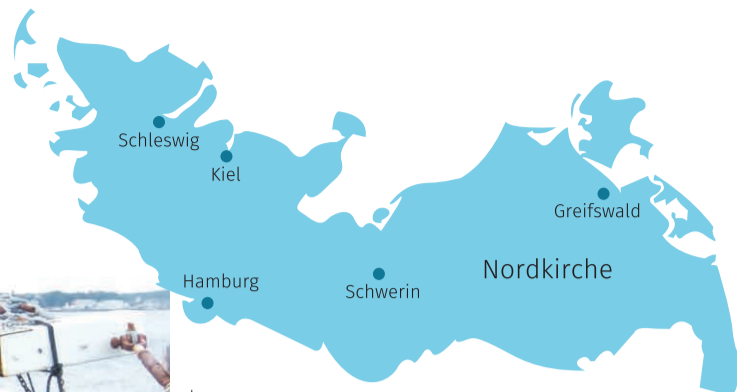 Schleswig
Kiel
Greifswald
Nordkirche
Hamburg
Schwerin